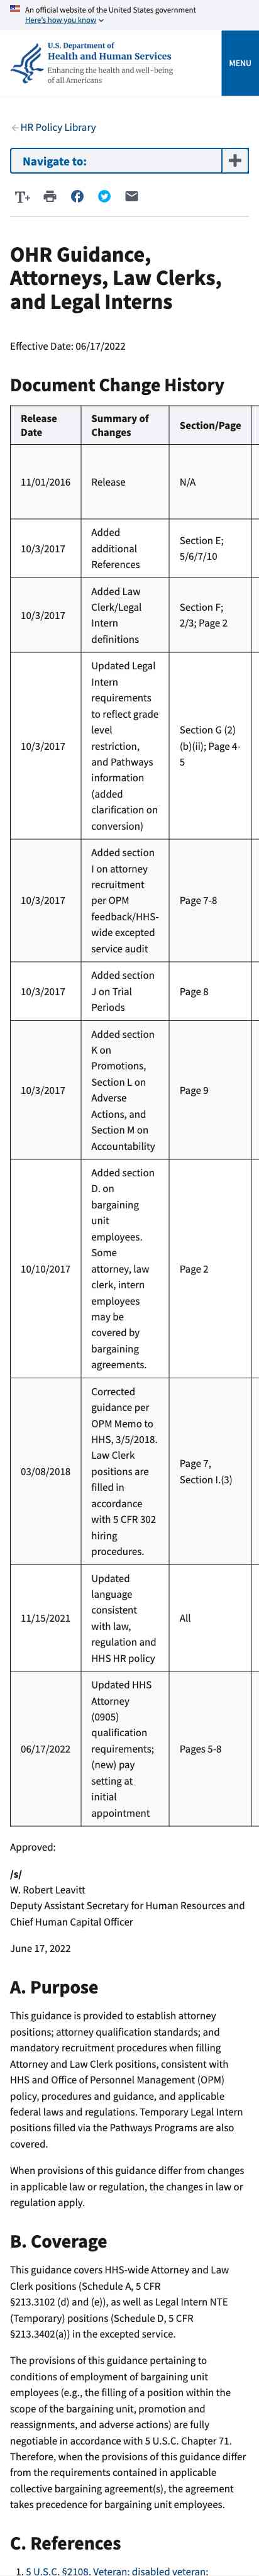 An official website of the United States government
Here's how you know
U.S. Department of
Health and Human Services
Enhancing the health and well-being
of all Americans
MENU
HR Policy Library
Navigate to:
OHR Guidance,
Attorneys, Law Clerks,
and Legal Interns
Effective Date: 06/17/2022
Document Change History
Release Date
Summary of Changes
Section/Page
11/01/2016
Release
N/A
10/3/2017
Added
additional
References
Section E;
5/6/7/10
10/3/2017
Added Law
Clerk/Legal
Intern
definitions
Section F;
2/3; Page 2
10/3/2017
Updated Legal
Intern
requirements
to reflect grade
level
restriction,
and Pathways
information
(added
clarification on
conversion)
Section G (2)
(b)(ii); Page 4-
5
10/3/2017
Added section
I on attorney
recruitment
per OPM
feedback/HHS-
wide excepted
service audit
Page 7-8
10/3/2017
Added section
J on Trial
Periods
Page 8
10/3/2017
Added section
K on
Promotions,
Section L on
Adverse
Actions, and
Section M on
Accountability
Page 9
10/10/2017
Added section
D. on
bargaining
unit
employees.
Some
attorney, law
clerk, intern
employees
may be
covered by
bargaining
agreements.
Page 2
03/08/2018
Corrected
guidance per
OPM Memo to
HHS, 3/5/2018.
Law Clerk
positions are
filled in
accordance
with 5 CFR 302
hiring
procedures.
Page 7,
Section I.(3)
11/15/2021
Updated
language
consistent
with law,
regulation and
HHS HR policy
All
06/17/2022
Updated HHS
Attorney
(0905)
qualification
requirements;
(new) pay
setting at
initial
appointment
Pages 5-8
Approved:
/s/
W. Robert Leavitt
Deputy Assistant Secretary for Human Resources and
Chief Human Capital Officer
June 17, 2022
A. Purpose
This guidance is provided to establish attorney
positions; attorney qualification standards; and
mandatory recruitment procedures when filling
Attorney and Law Clerk positions, consistent with
HHS and Office of Personnel Management (OPM)
policy, procedures and guidance, and applicable
federal laws and regulations. Temporary Legal Intern
positions filled via the Pathways Programs are also
covered.
When provisions of this guidance differ from changes
in applicable law or regulation, the changes in law or
regulation apply.
B. Coverage
This guidance covers HHS-wide Attorney and Law
Clerk positions (Schedule A, 5 CFR
§213.3102 (d) and (e)), as well as Legal Intern NTE
(Temporary) positions (Schedule D, 5 CFR
§213.3402(a)) in the excepted service.
The provisions of this guidance pertaining to
conditions of employment of bargaining unit
employees (e.g., the filling of a position within the
scope of the bargaining unit, promotion and
reassignments, and adverse actions) are fully
negotiable in accordance with 5 U.S.C. Chapter 71.
Therefore, when the provisions of this guidance differ
from the requirements contained in applicable
collective bargaining agreement(s), the agreement
takes precedence for bargaining unit employees.
C. References
1. 5 U.S.C. §2108. Veteran; disabled veteran;